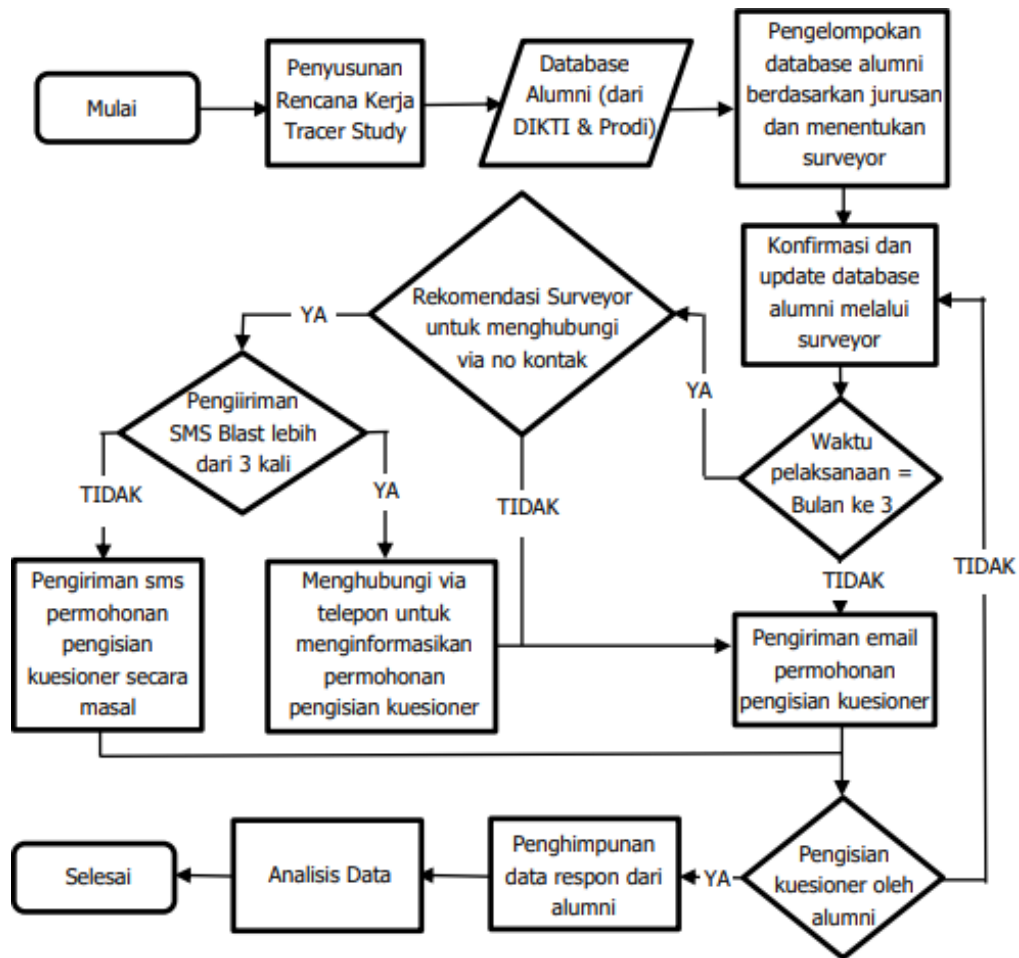 Mulai
Penyusunan
Rencana Kerja
Tracer Study
Database
Alumni (dari
DIKTI & Prodi)
Pengelompokan
database alumni
berdasarkan jurusan
dan menentukan
surveyor
Konfirmasi dan
update database
alumni melalui
surveyor
Waktu
pelaksanaan =
Bulan ke 3
YA
TIDAK
Rekomendasi Surveyor
untuk menghubungi
via no kontak
YA
TIDAK
Pengiiriman
SMS Blast lebih
dari 3 kali
TIDAK
YA
Pengiriman sms
permohonan
pengisian
kuesioner secara
masal
Menghubungi via
telepon untuk
menginformasikan
permohonan
pengisian kuesioner
Pengiriman email
permohonan
pengisian kuesioner
TIDAK
Pengisian
kuesioner oleh
alumni
YA
Penghimpunan
data respon dari
alumni
Analisis Data
Selesai